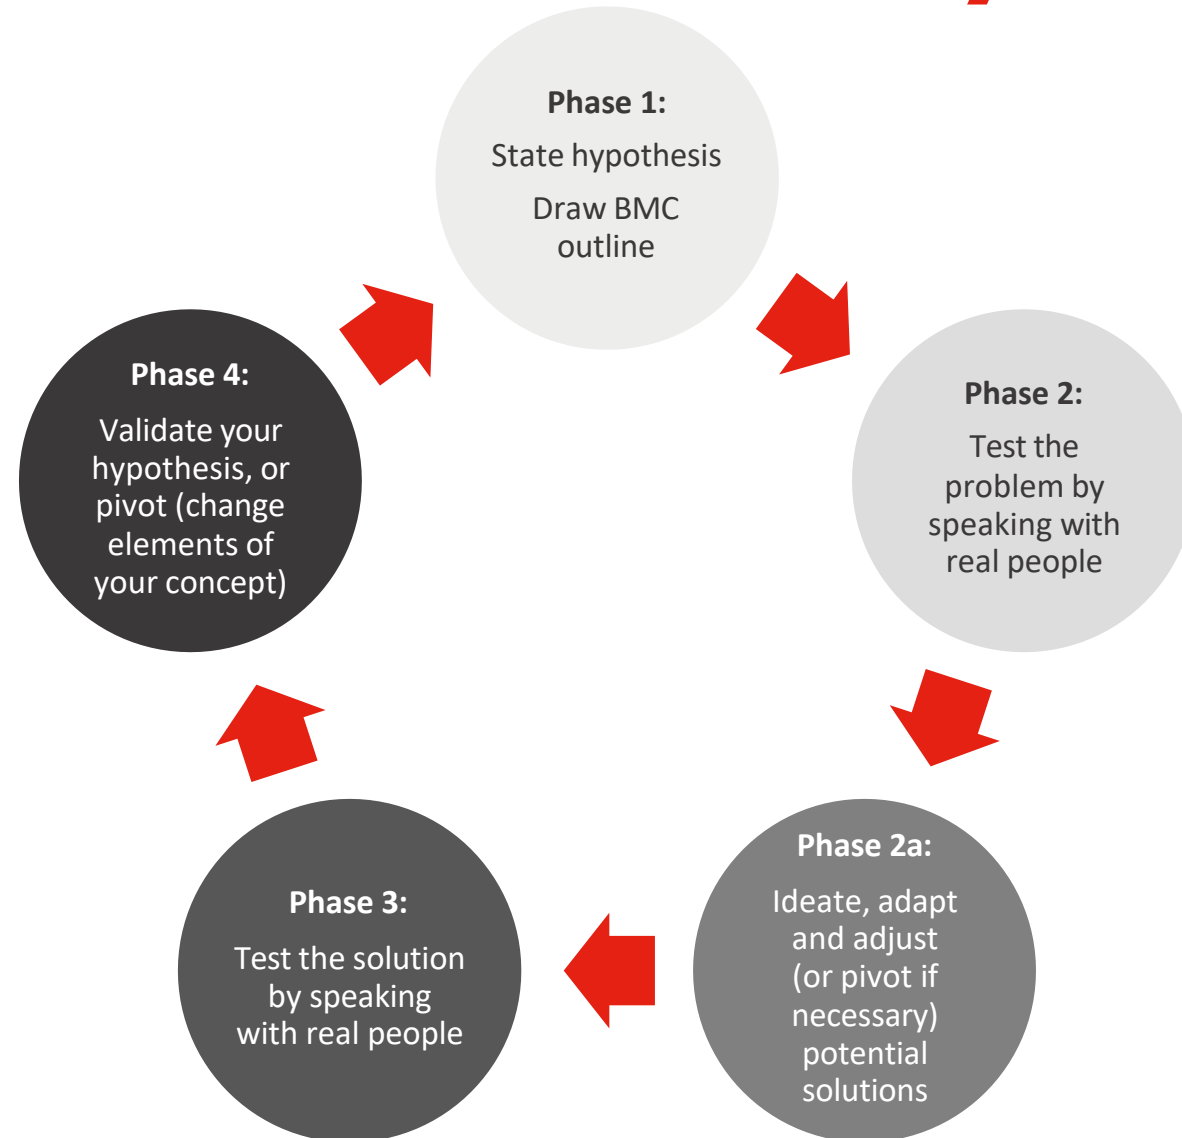 Phase 1:
State hypothesis
Draw BMC
outline
Phase 2:
Test the
problem by
speaking with
real people
Phase 2a:
Ideate, adapt
and adjust
(or pivot if
necessary)
potential
solutions
Phase 3:
Test the solution
by speaking
with real people
Phase 4:
Validate your
hypothesis, or
pivot (change
elements of
your concept)